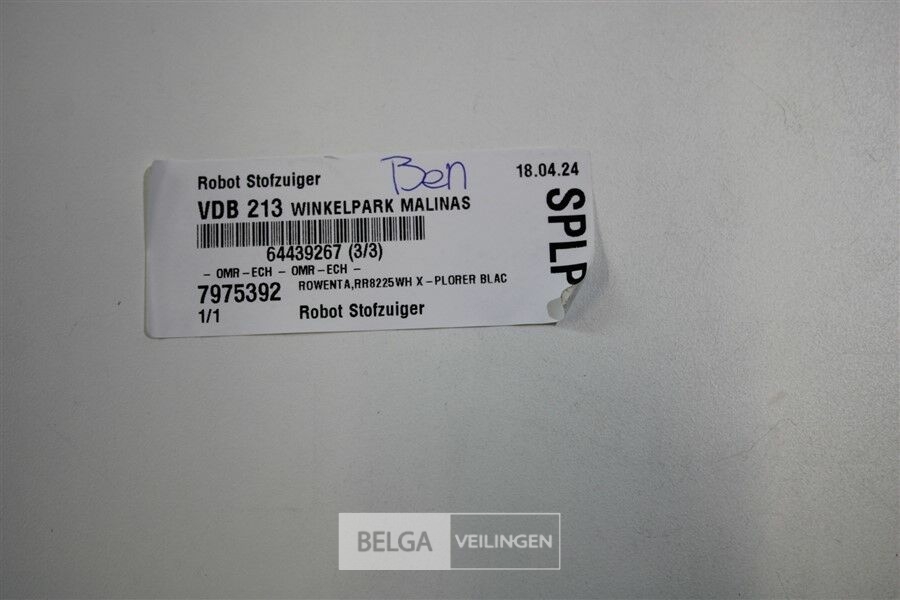 Robot Stofzuiger
Ben
18.04.24
VDB 213 WINKELPARK MALINAS
64439267 (3/3)
- OMR-ECH - OMR-ECH -
7975392 ROWENTA,RR8225WH X-PLORER BLAC
1/1 Robot Stofzuiger
SPLP
BELGA VEILINGEN